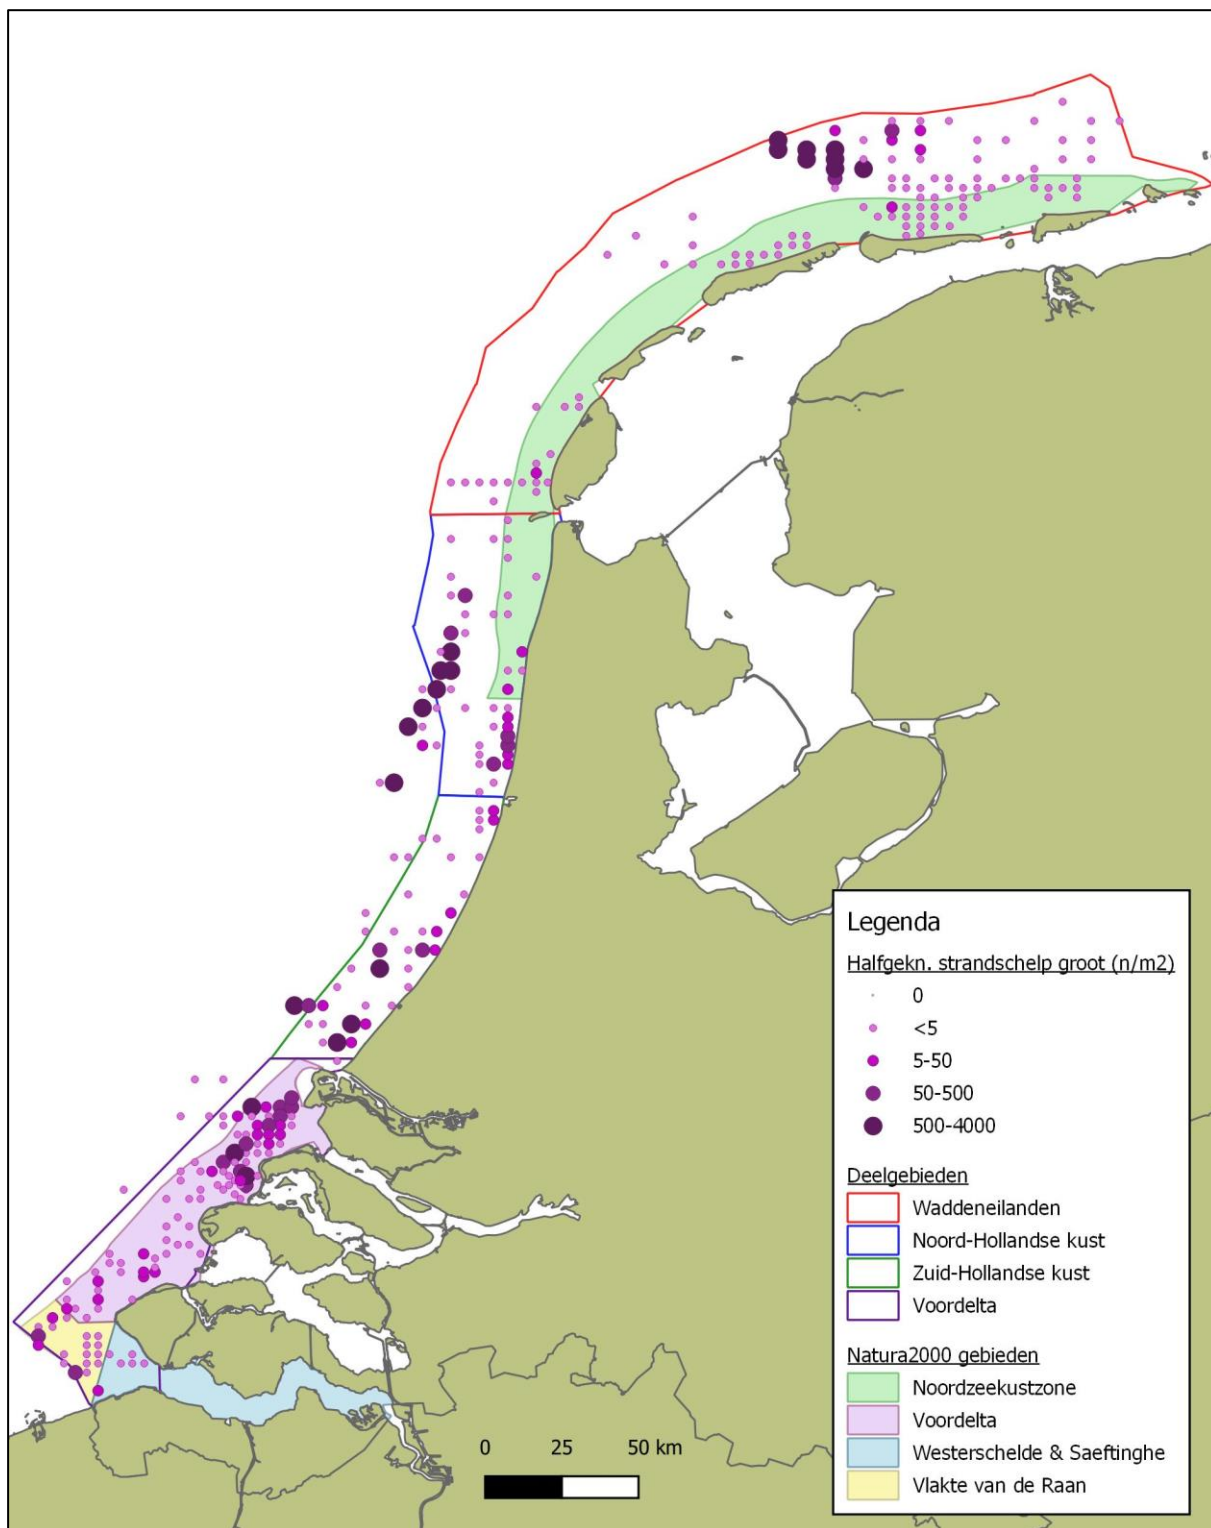 Legenda
Halfgekn. strandschelp groot (n/m2)
0
<5
5-50
50-500
500-4000
Deelgebieden
Waddeneilanden
Noord-Hollandse kust
Zuid-Hollandse kust
Voordelta
Natura2000 gebieden
Noordzeekustzone
Voordelta
Westerschelde & Saeftinghe
Vlakte van de Raan
0 25 50 km